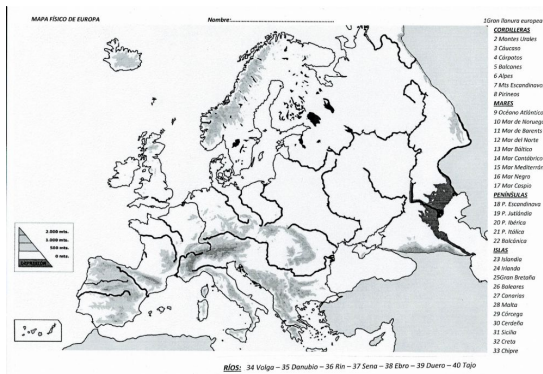 MAPA FÍSICO DE EUROPA
Nombre:
1Gran llanura europea
CORDILLERAS
2 Montes Urales
3 Cáucaso
4 Cárpatos
5 Balcanes
6 Alpes
7 Mts Escandinavo
8 Pirineos
MARES
9 Océano Atlántico
10 Mar de Norueg
11 Mar de Barents
12 Mar del Norte
13 Mar Báltico
14 Mar Cantábrico
15 Mar Mediterrán
16 Mar Negro
17 Mar Caspio
PENÍNSULAS
18 P. Escandinava
19 P. Jutlándia
20 P. Ibérica
21 P. Itálica
22 Balcánica
ISLAS
23 Islandia
24 Irlanda
25Gran Bretaña
26 Baleares
27 Canarias
28 Malta
29 Córcega
30 Cerdeña
31 Sicilia
32 Creta
33 Chipre
2.000 mts.
1.000 mts.
500 mts.
0 mts.
DEPRESIÓN
RÍOS: 34 Volga – 35 Danubio – 36 Rin – 37 Sena – 38 Ebro – 39 Duero – 40 Tajo